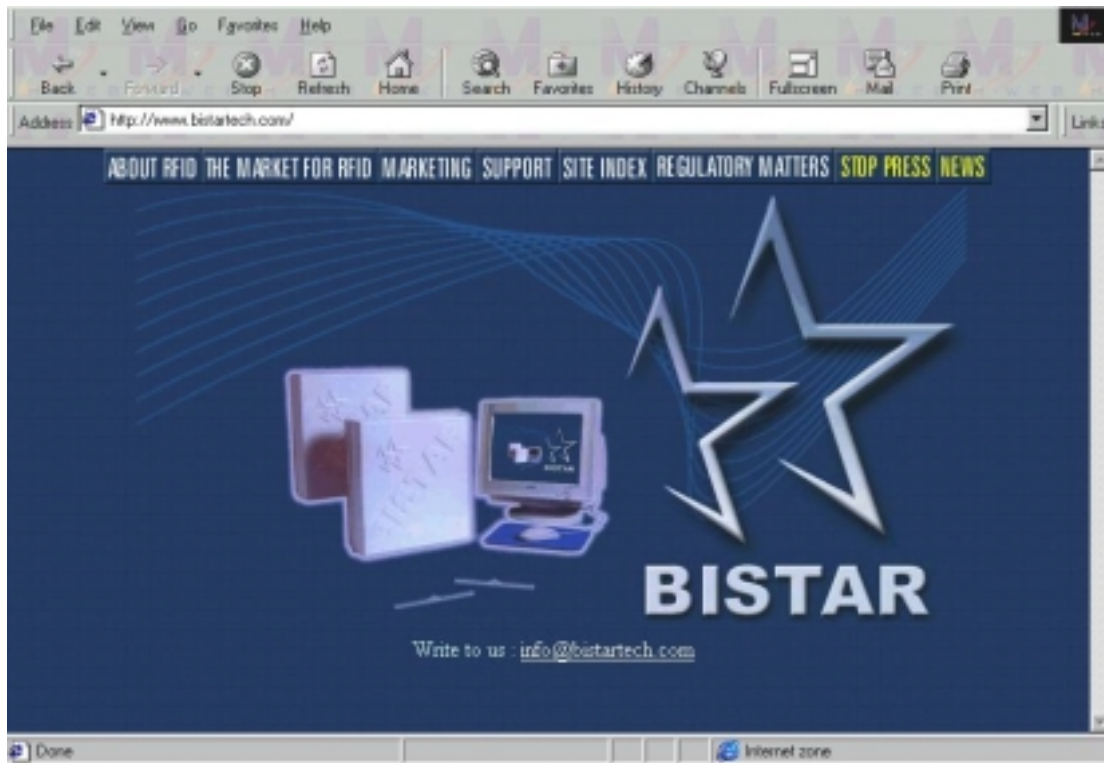 File Edit View Go Favorites Help
Back Forward Stop Refresh Home Search Favorites History Channels Fullscreen Mail Print
Address http://www.bistartech.com/ Links
ABOUT RFID THE MARKET FOR RFID MARKETING SUPPORT SITE INDEX REGULATORY MATTERS STOP PRESS NEWS
BISTAR
BISTAR
Write to us : info@bistartech.com
Done Internet zone